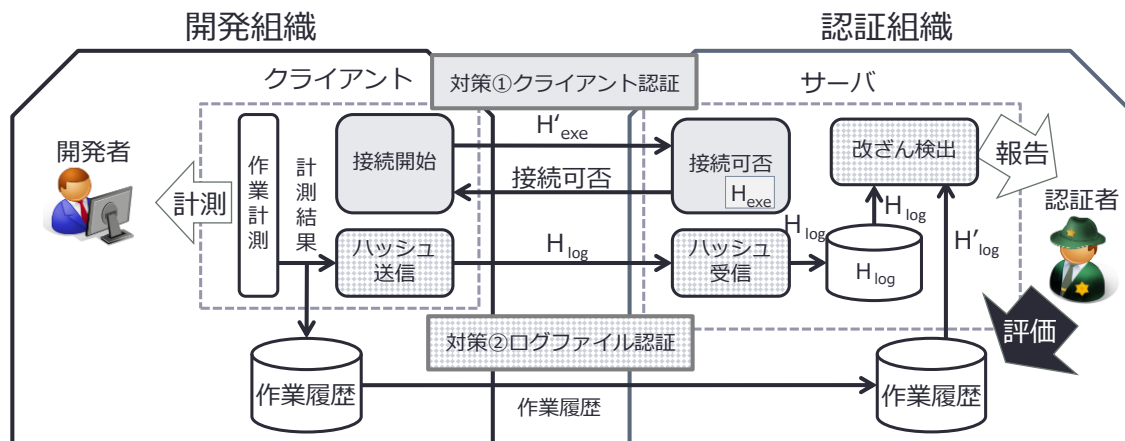 開発組織
認証組織
クライアント
対策①クライアント認証
サーバ
開発者
計測
作業計測
計測結果
接続開始
H'exe
接続可否
接続可否
Hexe
改ざん検出
報告
認証者
ハッシュ
送信
Hlog
ハッシュ
受信
Hlog
Hlog
Hlog
H'log
対策②ログファイル認証
評価
作業履歴
作業履歴
作業履歴